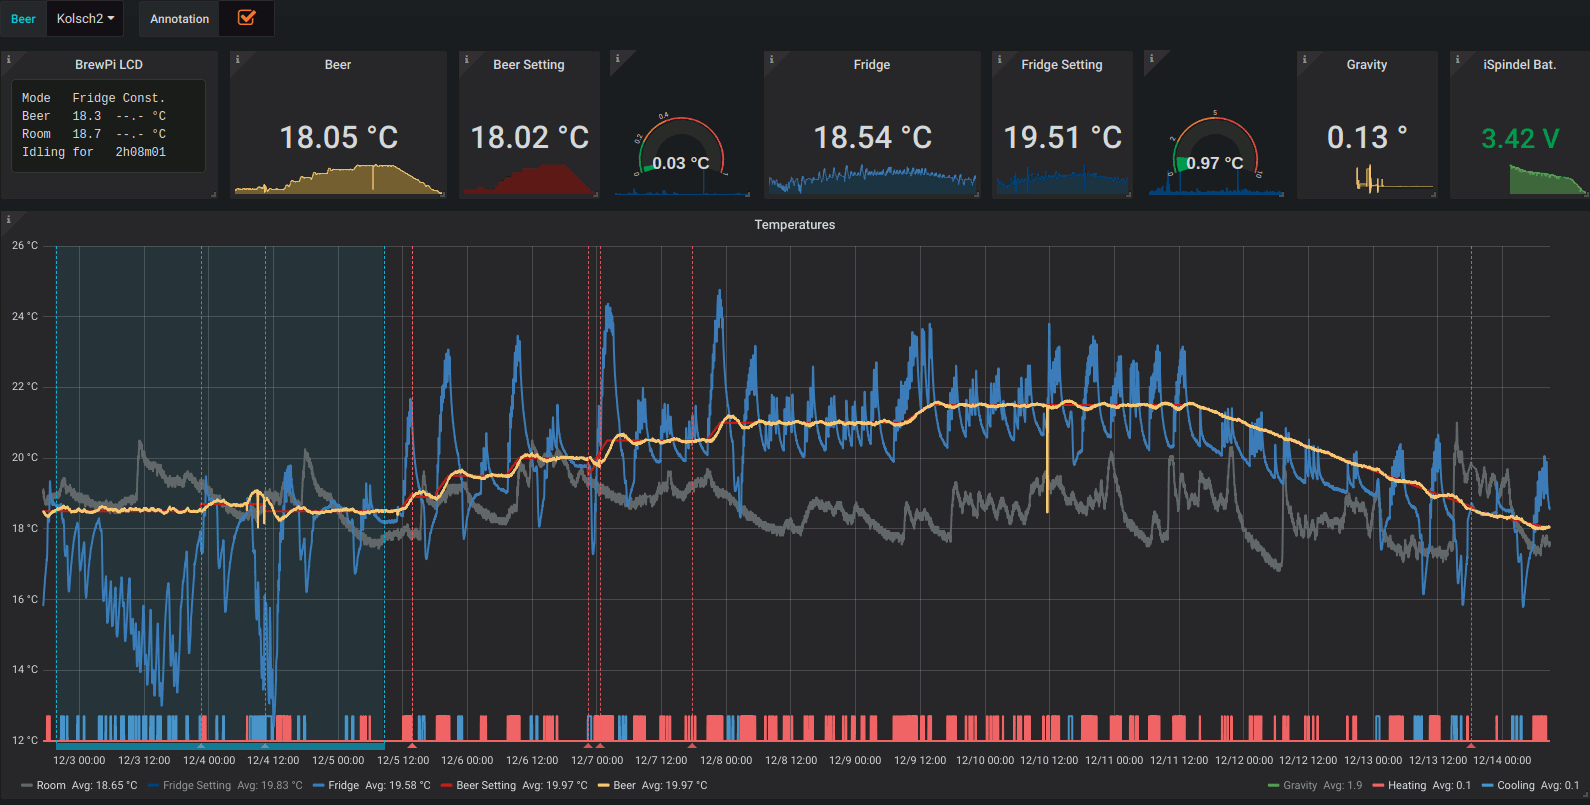 Beer Kolsch2 Annotation
BrewPi LCD
Mode Fridge Const.
Beer 18.3 --.- °C
Room 18.7 --.- °C
Idling for 2h08m01
Beer
18.05 °C
Beer Setting
18.02 °C
0 0.2 0.4 1
0.03 °C
Fridge
18.54 °C
Fridge Setting
19.51 °C
0 2 5 10
0.97 °C
Gravity
0.13 °
iSpindel Bat.
3.42 V
Temperatures
26 °C
24 °C
22 °C
20 °C
18 °C
16 °C
14 °C
12 °C
12/3 00:00 12/3 12:00 12/4 00:00 12/4 12:00 12/5 00:00 12/5 12:00 12/6 00:00 12/6 12:00 12/7 00:00 12/7 12:00 12/8 00:00 12/8 12:00 12/9 00:00 12/9 12:00 12/10 00:00 12/10 12:00 12/11 00:00 12/11 12:00 12/12 00:00 12/12 12:00 12/13 00:00 12/13 12:00 12/14 00:00
Room Avg: 18.65 °C Fridge Setting Avg: 19.83 °C Fridge Avg: 19.58 °C Beer Setting Avg: 19.97 °C Beer Avg: 19.97 °C Gravity Avg: 1.9 Heating Avg: 0.1 Cooling Avg: 0.1